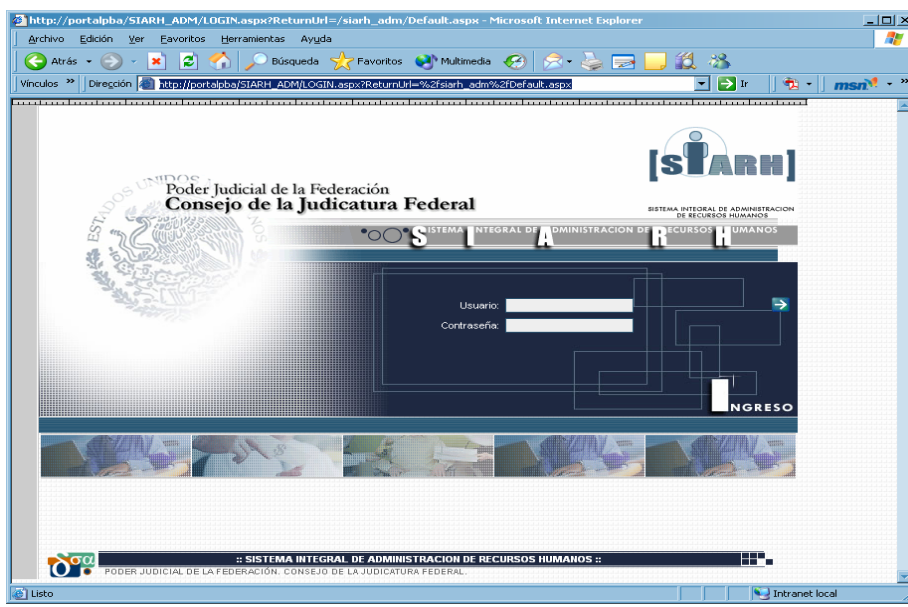 http://portalpba/SIARH_ADM/LOGIN.aspx?ReturnUrl=/siarh_adm/Default.aspx - Microsoft Internet Explorer
Archivo Edición Ver Favoritos Herramientas Ayuda
Atrás Búsqueda Favoritos Multimedia
Vínculos » Dirección http://portalpba/SIARH_ADM/LOGIN.aspx?ReturnUrl=%2fsiarh_adm%2fDefault.aspx Ir msn »
[SIARH]
ESTADOS UNIDOS
Poder Judicial de la Federación
Consejo de la Judicatura Federal
SISTEMA INTEGRAL DE ADMINISTRACION
DE RECURSOS HUMANOS
SISTEMA INTEGRAL DE ADMINISTRACION DE RECURSOS HUMANOS
Usuario:
Contraseña:
INGRESO
:: SISTEMA INTEGRAL DE ADMINISTRACION DE RECURSOS HUMANOS ::
PODER JUDICIAL DE LA FEDERACIÓN. CONSEJO DE LA JUDICATURA FEDERAL.
Listo Intranet local